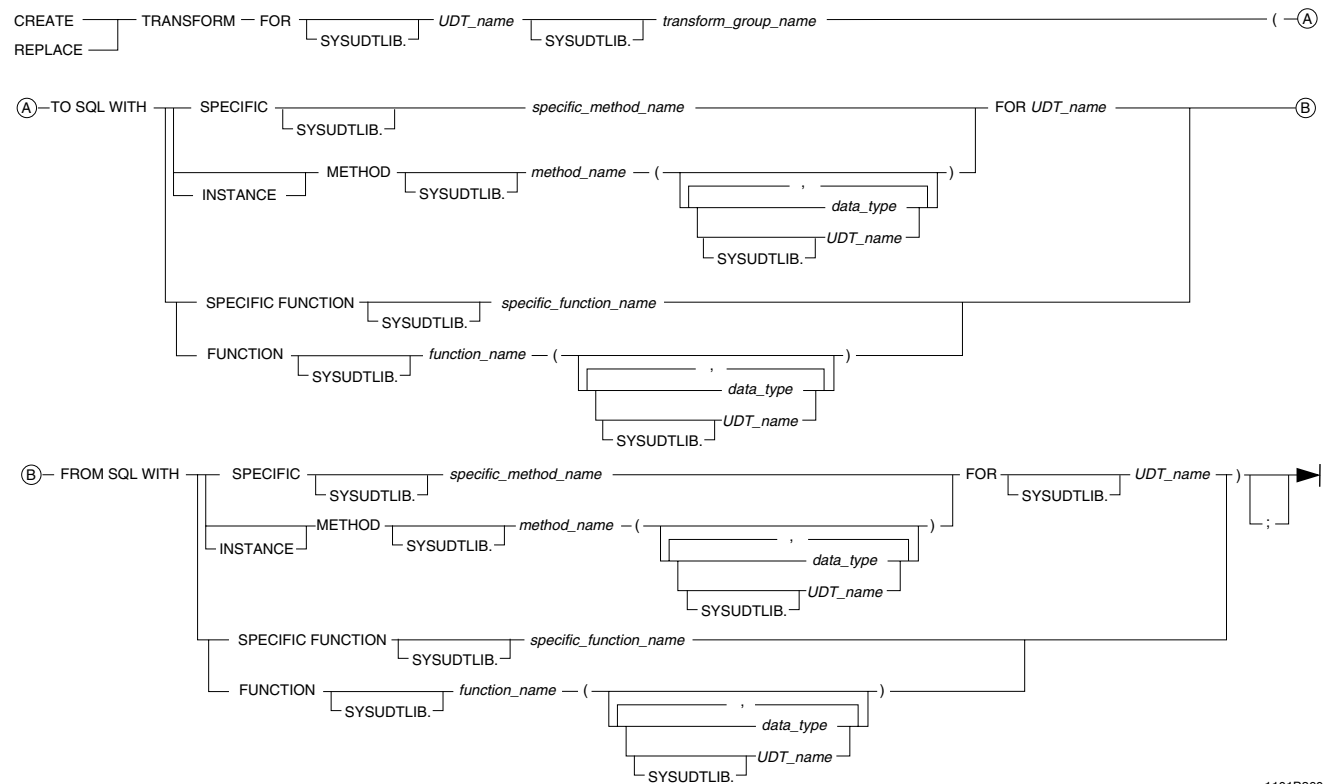 CREATE TRANSFORM FOR SYSUDTLIB. UDT_name SYSUDTLIB. transform_group_name ( A
REPLACE
A TO SQL WITH SPECIFIC SYSUDTLIB. specific_method_name FOR UDT_name B
INSTANCE METHOD SYSUDTLIB. method_name ( , )
data_type
UDT_name
SYSUDTLIB.
SPECIFIC FUNCTION SYSUDTLIB. specific_function_name
FUNCTION SYSUDTLIB. function_name ( , )
data_type
UDT_name
SYSUDTLIB.
B FROM SQL WITH SPECIFIC SYSUDTLIB. specific_method_name FOR SYSUDTLIB. UDT_name ) ;
INSTANCE METHOD SYSUDTLIB. method_name ( , )
data_type
UDT_name
SYSUDTLIB.
SPECIFIC FUNCTION SYSUDTLIB. specific_function_name
FUNCTION SYSUDTLIB. function_name ( , )
data_type
UDT_name
SYSUDTLIB.